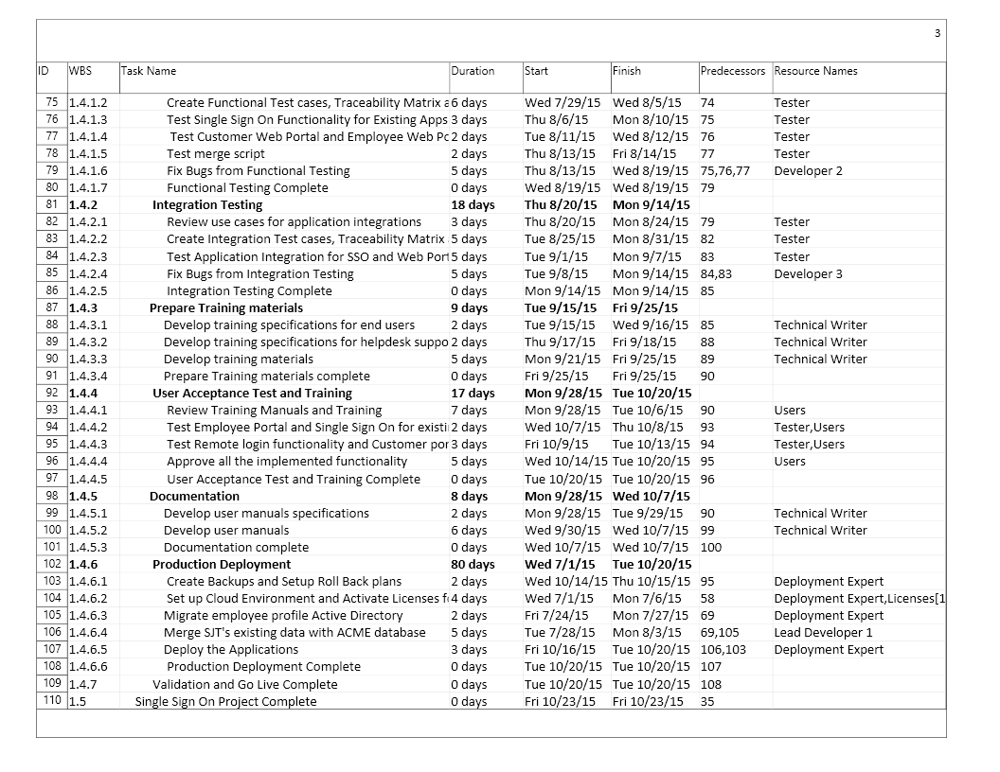 3
ID WBS Task Name Duration Start Finish Predecessors Resource Names
75 1.4.1.2 Create Functional Test cases, Traceability Matrix a 6 days Wed 7/29/15 Wed 8/5/15 74 Tester
76 1.4.1.3 Test Single Sign On Functionality for Existing Apps 3 days Thu 8/6/15 Mon 8/10/15 75 Tester
77 1.4.1.4 Test Customer Web Portal and Employee Web Pc 2 days Tue 8/11/15 Wed 8/12/15 76 Tester
78 1.4.1.5 Test merge script 2 days Thu 8/13/15 Fri 8/14/15 77 Tester
79 1.4.1.6 Fix Bugs from Functional Testing 5 days Thu 8/13/15 Wed 8/19/15 75,76,77 Developer 2
80 1.4.1.7 Functional Testing Complete 0 days Wed 8/19/15 Wed 8/19/15 79
81 1.4.2 Integration Testing 18 days Thu 8/20/15 Mon 9/14/15
82 1.4.2.1 Review use cases for application integrations 3 days Thu 8/20/15 Mon 8/24/15 79 Tester
83 1.4.2.2 Create Integration Test cases, Traceability Matrix 5 days Tue 8/25/15 Mon 8/31/15 82 Tester
84 1.4.2.3 Test Application Integration for SSO and Web Port 5 days Tue 9/1/15 Mon 9/7/15 83 Tester
85 1.4.2.4 Fix Bugs from Integration Testing 5 days Tue 9/8/15 Mon 9/14/15 84,83 Developer 3
86 1.4.2.5 Integration Testing Complete 0 days Mon 9/14/15 Mon 9/14/15 85
87 1.4.3 Prepare Training materials 9 days Tue 9/15/15 Fri 9/25/15
88 1.4.3.1 Develop training specifications for end users 2 days Tue 9/15/15 Wed 9/16/15 85 Technical Writer
89 1.4.3.2 Develop training specifications for helpdesk suppo 2 days Thu 9/17/15 Fri 9/18/15 88 Technical Writer
90 1.4.3.3 Develop training materials 5 days Mon 9/21/15 Fri 9/25/15 89 Technical Writer
91 1.4.3.4 Prepare Training materials complete 0 days Fri 9/25/15 Fri 9/25/15 90
92 1.4.4 User Acceptance Test and Training 17 days Mon 9/28/15 Tue 10/20/15
93 1.4.4.1 Review Training Manuals and Training 7 days Mon 9/28/15 Tue 10/6/15 90 Users
94 1.4.4.2 Test Employee Portal and Single Sign On for existi 2 days Wed 10/7/15 Thu 10/8/15 93 Tester,Users
95 1.4.4.3 Test Remote login functionality and Customer por 3 days Fri 10/9/15 Tue 10/13/15 94 Tester,Users
96 1.4.4.4 Approve all the implemented functionality 5 days Wed 10/14/15 Tue 10/20/15 95 Users
97 1.4.4.5 User Acceptance Test and Training Complete 0 days Tue 10/20/15 Tue 10/20/15 96
98 1.4.5 Documentation 8 days Mon 9/28/15 Wed 10/7/15
99 1.4.5.1 Develop user manuals specifications 2 days Mon 9/28/15 Tue 9/29/15 90 Technical Writer
100 1.4.5.2 Develop user manuals 6 days Wed 9/30/15 Wed 10/7/15 99 Technical Writer
101 1.4.5.3 Documentation complete 0 days Wed 10/7/15 Wed 10/7/15 100
102 1.4.6 Production Deployment 80 days Wed 7/1/15 Tue 10/20/15
103 1.4.6.1 Create Backups and Setup Roll Back plans 2 days Wed 10/14/15 Thu 10/15/15 95 Deployment Expert
104 1.4.6.2 Set up Cloud Environment and Activate Licenses f 4 days Wed 7/1/15 Mon 7/6/15 58 Deployment Expert,Licenses[1
105 1.4.6.3 Migrate employee profile Active Directory 2 days Fri 7/24/15 Mon 7/27/15 69 Deployment Expert
106 1.4.6.4 Merge SJT's existing data with ACME database 5 days Tue 7/28/15 Mon 8/3/15 69,105 Lead Developer 1
107 1.4.6.5 Deploy the Applications 3 days Fri 10/16/15 Tue 10/20/15 106,103 Deployment Expert
108 1.4.6.6 Production Deployment Complete 0 days Tue 10/20/15 Tue 10/20/15 107
109 1.4.7 Validation and Go Live Complete 0 days Tue 10/20/15 Tue 10/20/15 108
110 1.5 Single Sign On Project Complete 0 days Fri 10/23/15 Fri 10/23/15 35